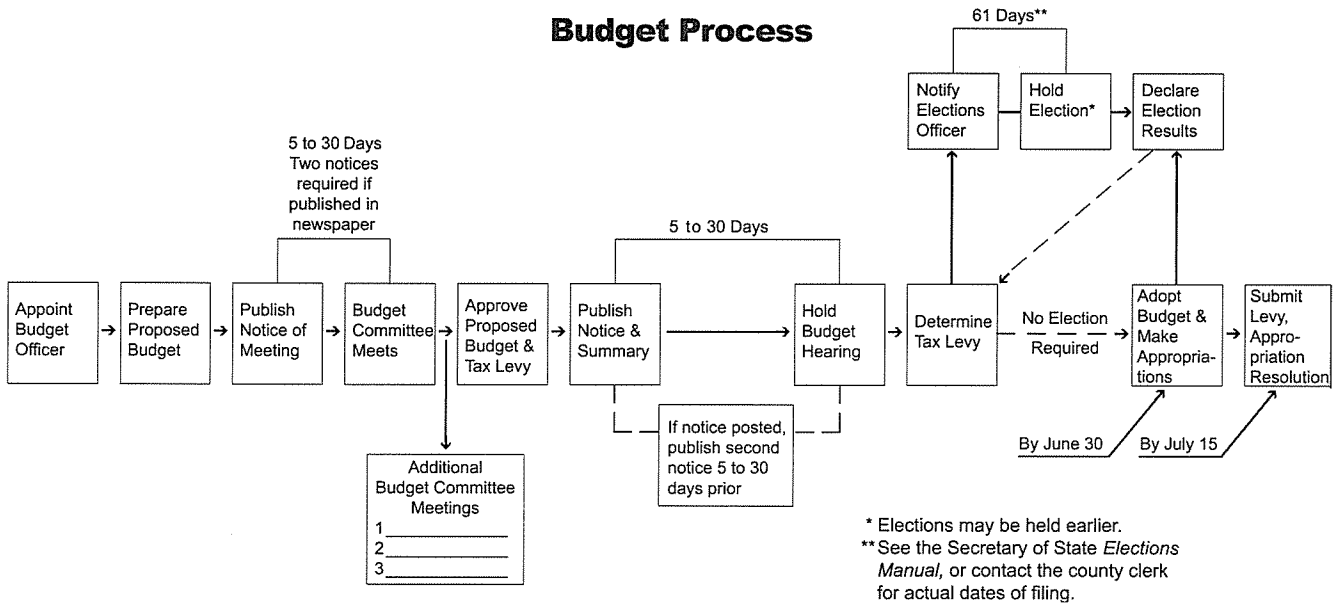 Budget Process
61 Days**
Notify
Elections
Officer
Hold
Election*
Declare
Election
Results
5 to 30 Days
Two notices
required if
published in
newspaper
5 to 30 Days
Appoint
Budget
Officer
Prepare
Proposed
Budget
Publish
Notice of
Meeting
Budget
Committee
Meets
Approve
Proposed
Budget &
Tax Levy
Publish
Notice &
Summary
Hold
Budget
Hearing
Determine
Tax Levy
No Election
Required
Adopt
Budget &
Make
Appropria-
tions
Submit
Levy,
Appro-
priation
Resolution
If notice posted,
publish second
notice 5 to 30
days prior
By June 30
By July 15
Additional
Budget Committee
Meetings
1
2
3
* Elections may be held earlier.
** See the Secretary of State Elections
Manual, or contact the county clerk
for actual dates of filing.